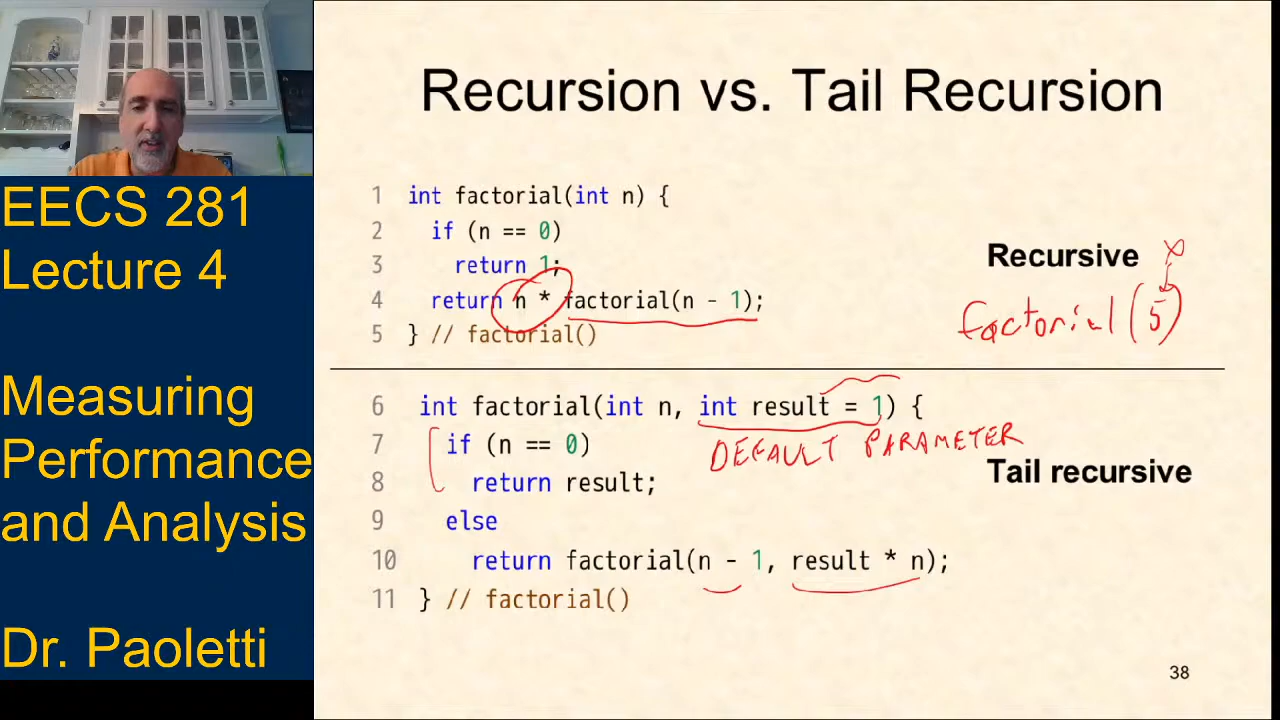 EECS 281
Lecture 4
Measuring
Performance
and Analysis
Dr. Paoletti
Recursion vs. Tail Recursion
1 int factorial(int n) {
2 if (n == 0)
3 return 1;
4 return n * factorial(n - 1);
5 } // factorial()
Recursive
factorial(5)
6 int factorial(int n, int result = 1) {
DEFAULT PARAMETER
7 if (n == 0)
8 return result;
Tail recursive
9 else
10 return factorial(n - 1, result * n);
11 } // factorial()
38